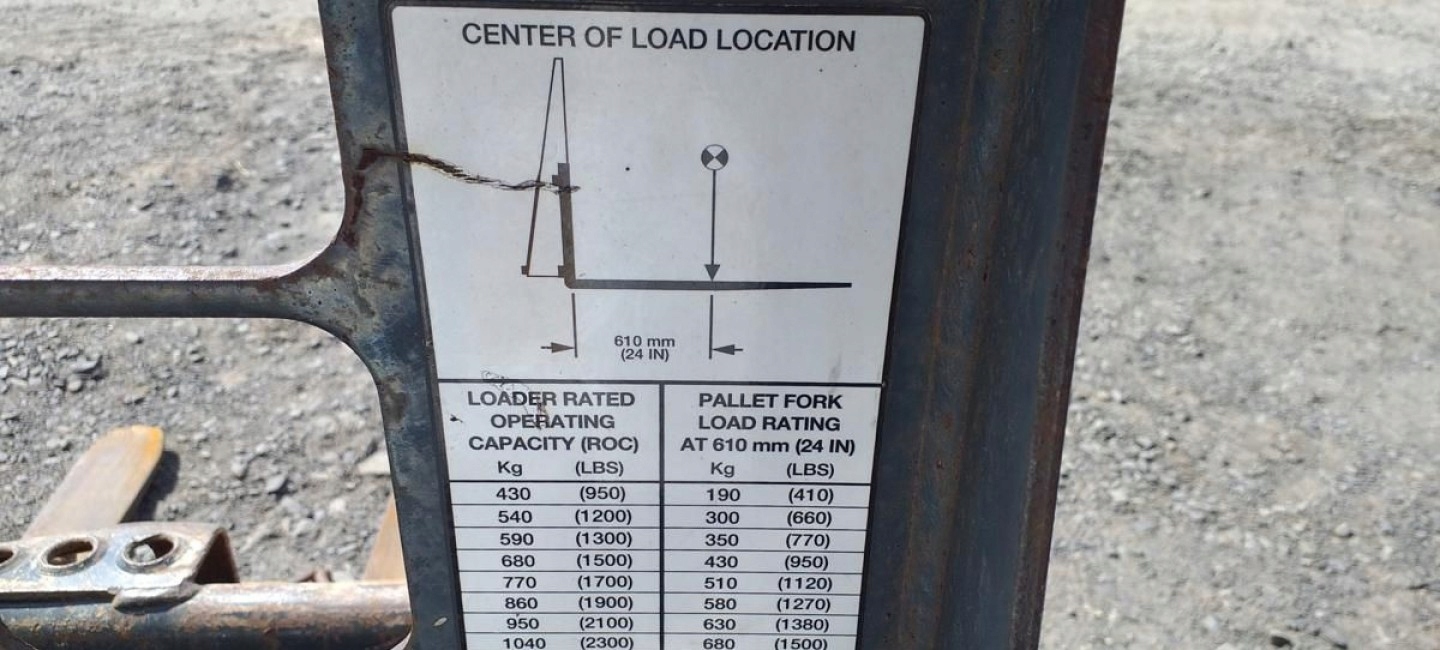 CENTER OF LOAD LOCATION
610 mm
(24 IN)
LOADER RATED
OPERATING
CAPACITY (ROC)
Kg (LBS)
PALLET FORK
LOAD RATING
AT 610 mm (24 IN)
Kg (LBS)
430 (950) 190 (410)
540 (1200) 300 (660)
590 (1300) 350 (770)
680 (1500) 430 (950)
770 (1700) 510 (1120)
860 (1900) 580 (1270)
950 (2100) 630 (1380)
1040 (2300) 680 (1500)